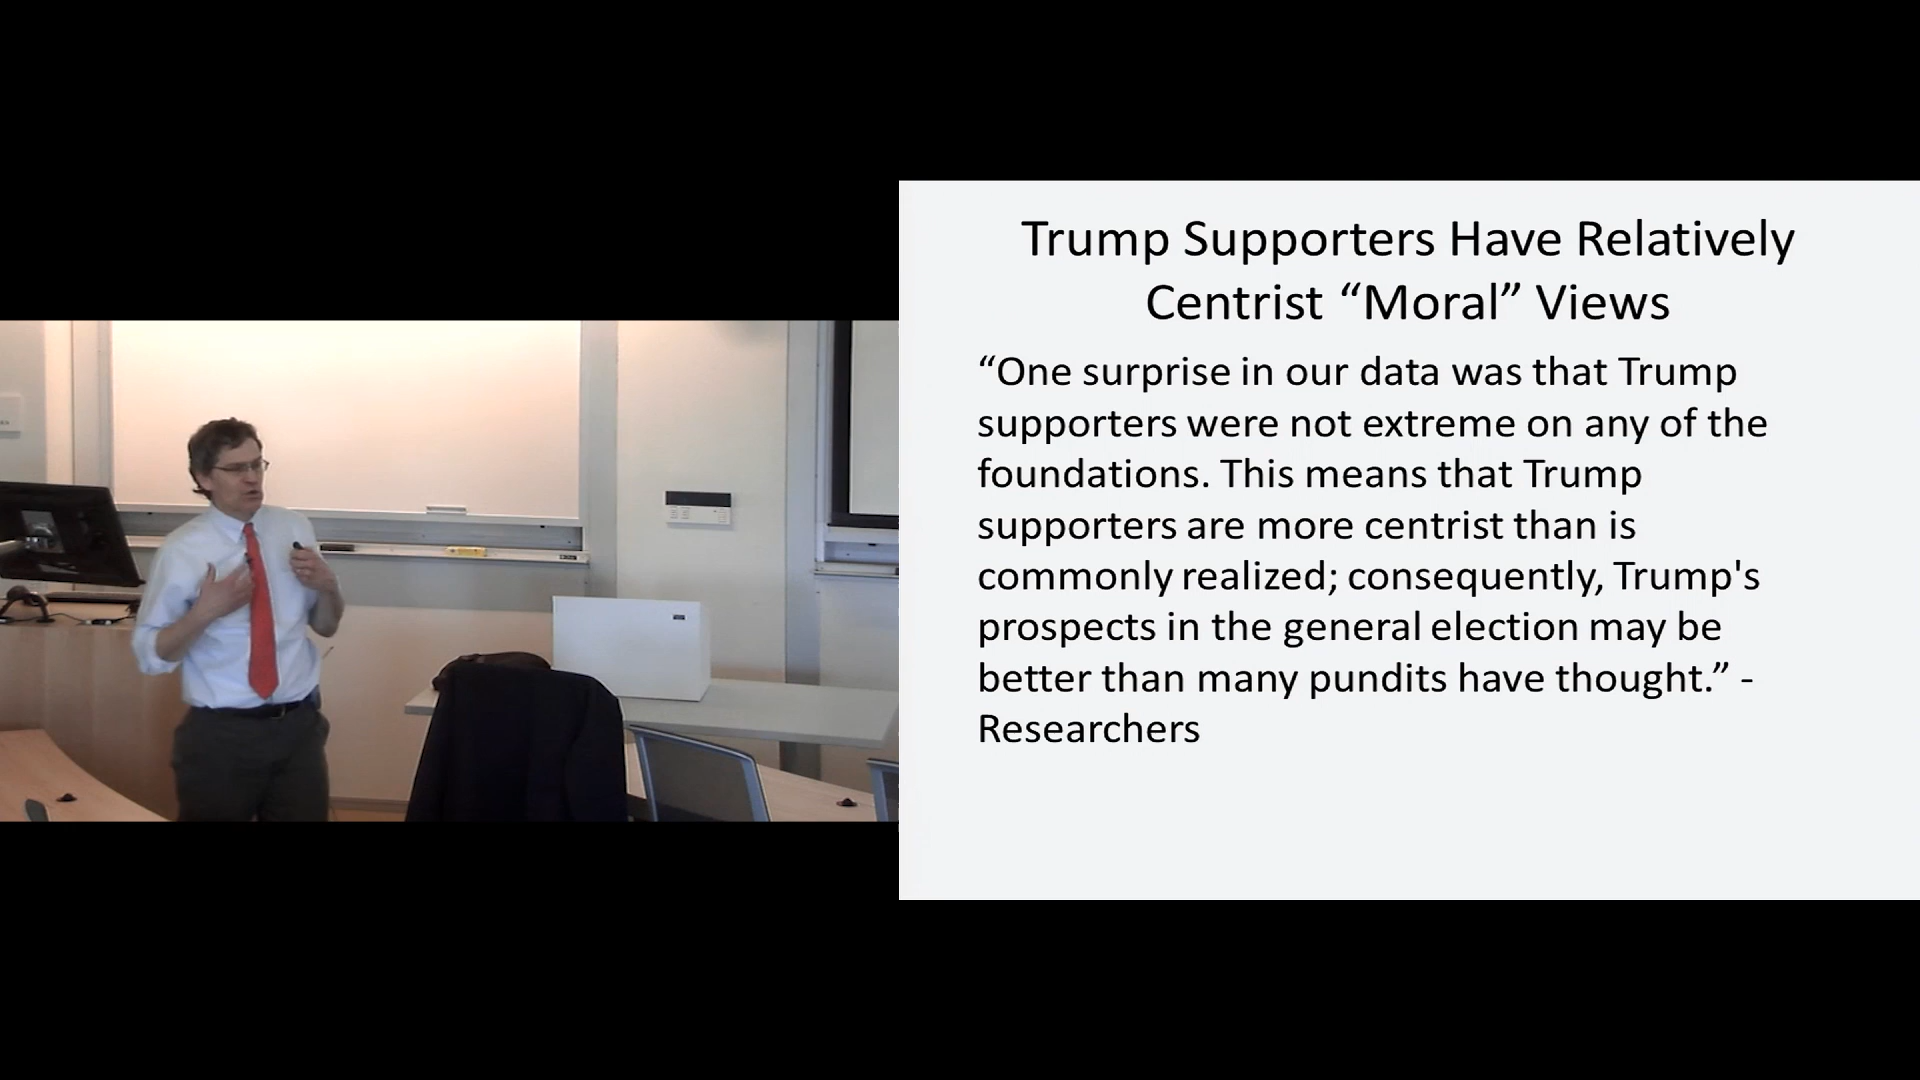 Trump Supporters Have Relatively
Centrist “Moral” Views
“One surprise in our data was that Trump
supporters were not extreme on any of the
foundations. This means that Trump
supporters are more centrist than is
commonly realized; consequently, Trump's
prospects in the general election may be
better than many pundits have thought.” -
Researchers